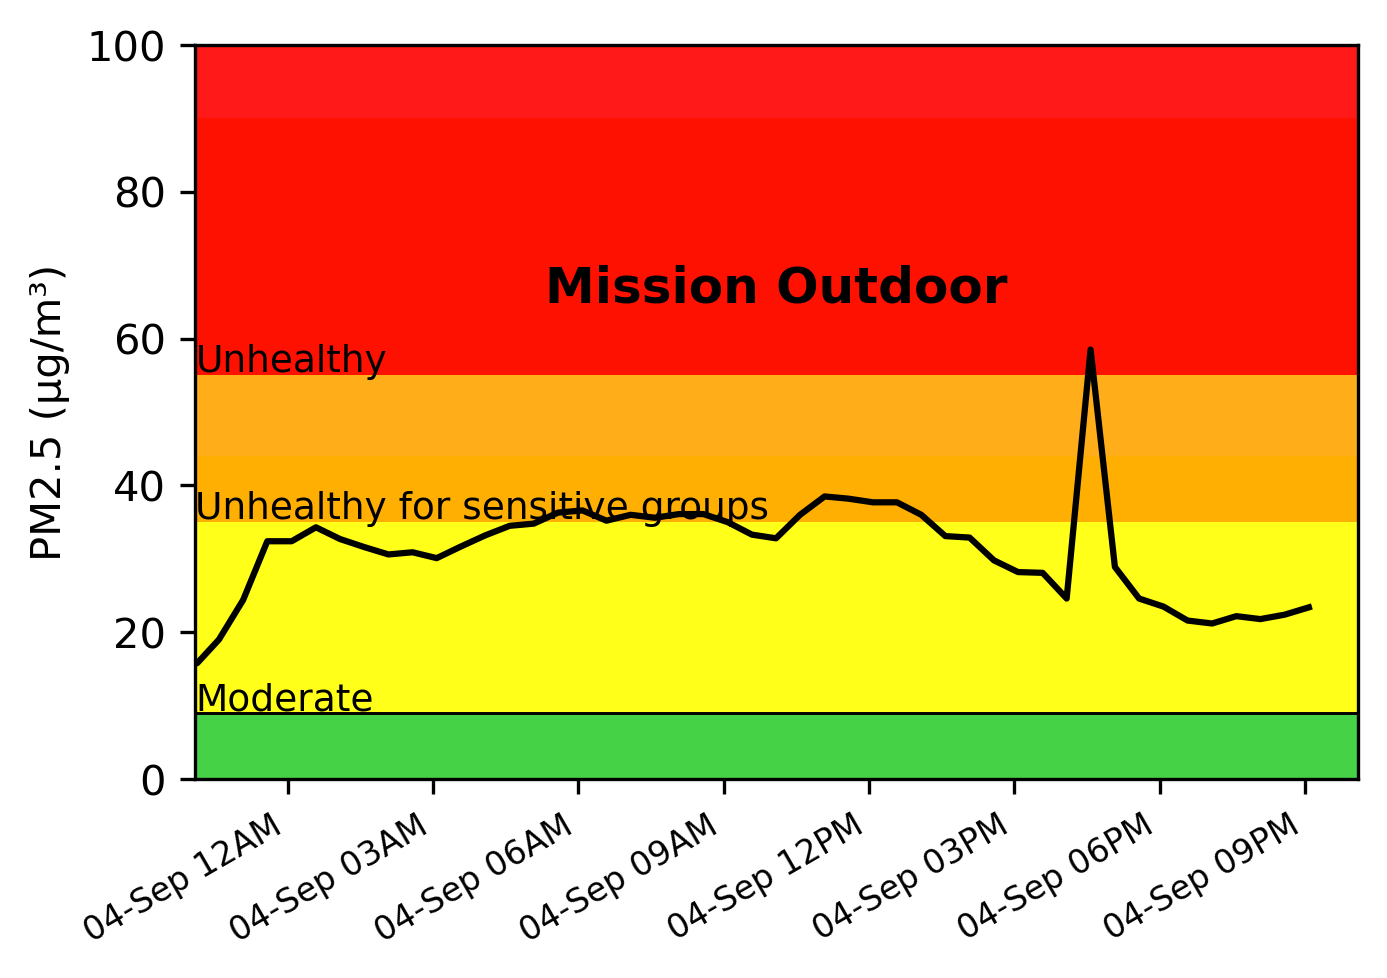 100
80
60
40
20
0
PM2.5 (µg/m³)
Mission Outdoor
Unhealthy
Unhealthy for sensitive groups
Moderate
04-Sep 12AM
04-Sep 03AM
04-Sep 06AM
04-Sep 09AM
04-Sep 12PM
04-Sep 03PM
04-Sep 06PM
04-Sep 09PM